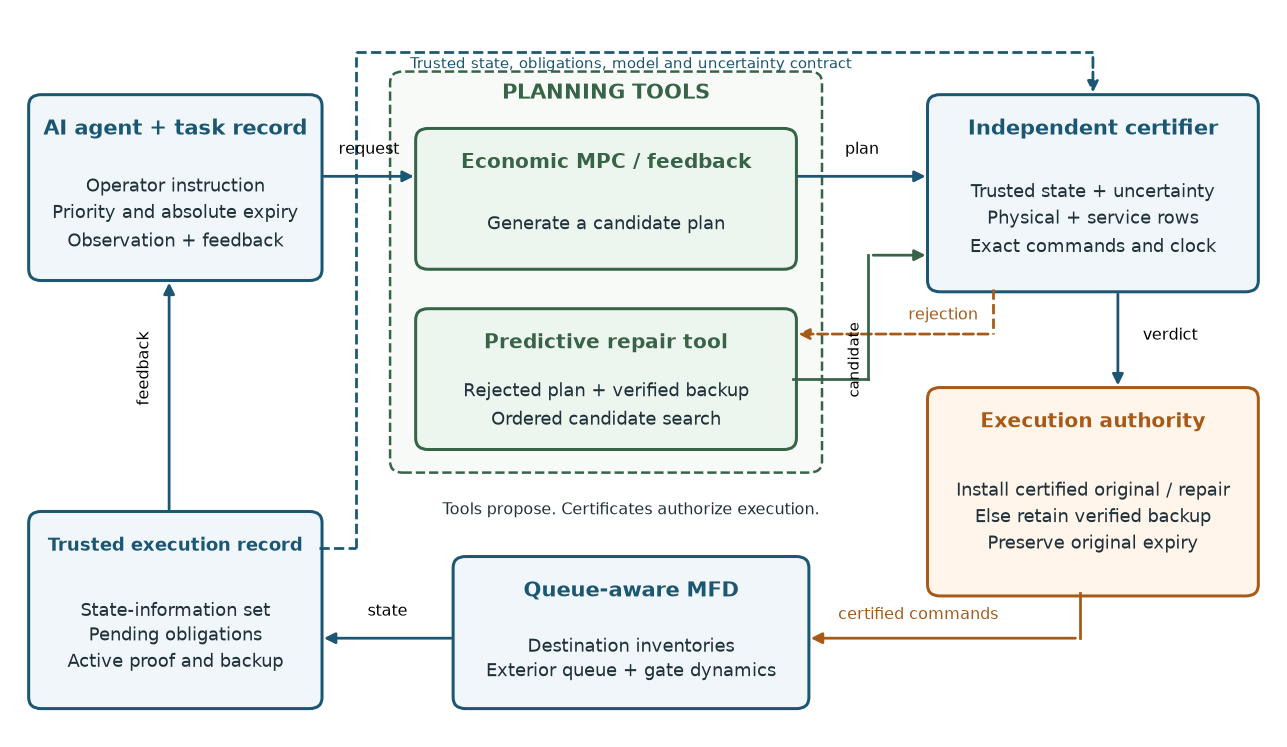 Trusted state, obligations, model and uncertainty contract
AI agent + task record
Operator instruction
Priority and absolute expiry
Observation + feedback
request
PLANNING TOOLS
Economic MPC / feedback
Generate a candidate plan
plan
Independent certifier
Trusted state + uncertainty
Physical + service rows
Exact commands and clock
Predictive repair tool
Rejected plan + verified backup
Ordered candidate search
rejection
candidate
verdict
feedback
Execution authority
Install certified original / repair
Else retain verified backup
Preserve original expiry
Tools propose. Certificates authorize execution.
Trusted execution record
State-information set
Pending obligations
Active proof and backup
state
Queue-aware MFD
Destination inventories
Exterior queue + gate dynamics
certified commands